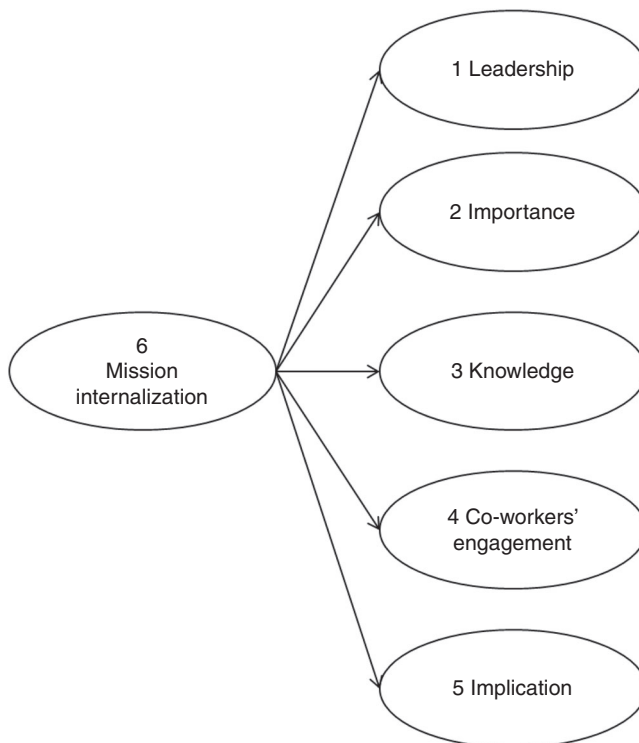 1 Leadership
2 Importance
6
Mission
internalization
3 Knowledge
4 Co-workers’
engagement
5 Implication